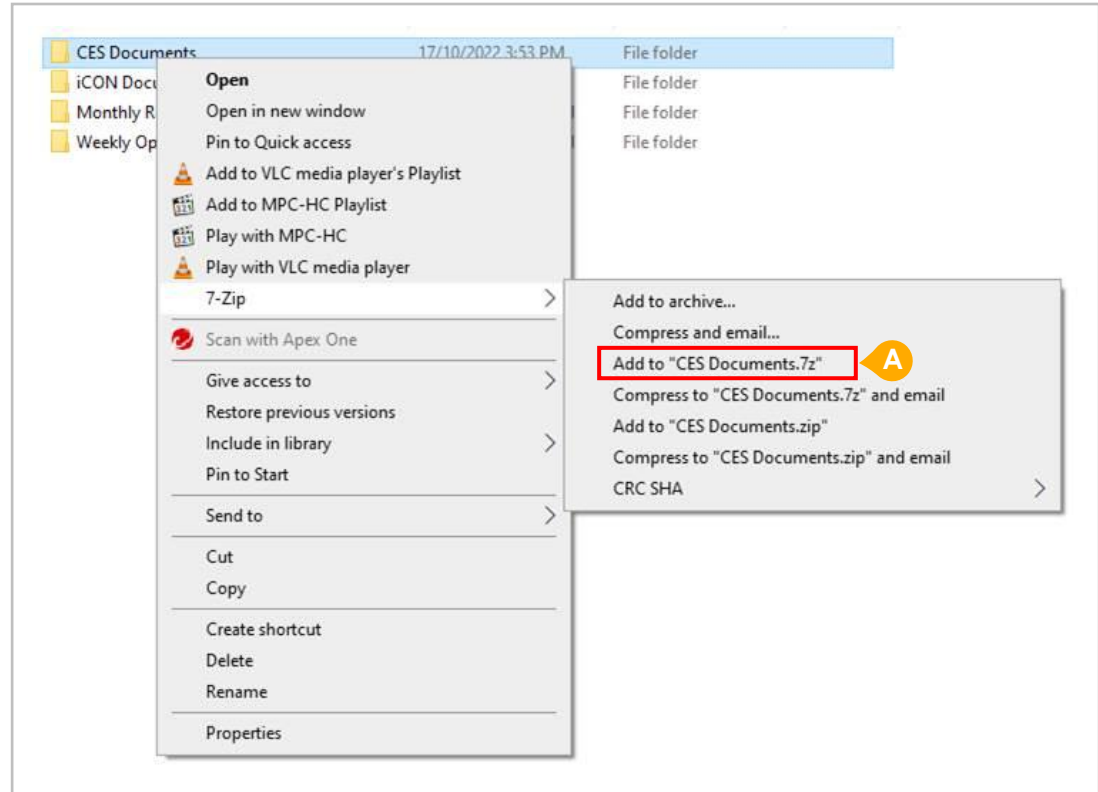 CES Documents 17/10/2022 3:53 PM File folder
iCON Docu File folder
Monthly R File folder
Weekly Op File folder
Open
Open in new window
Pin to Quick access
Add to VLC media player's Playlist
Add to MPC-HC Playlist
Play with MPC-HC
Play with VLC media player
7-Zip
Scan with Apex One
Give access to
Restore previous versions
Include in library
Pin to Start
Send to
Cut
Copy
Create shortcut
Delete
Rename
Properties
Add to archive...
Compress and email...
Add to "CES Documents.7z" A
Compress to "CES Documents.7z" and email
Add to "CES Documents.zip"
Compress to "CES Documents.zip" and email
CRC SHA